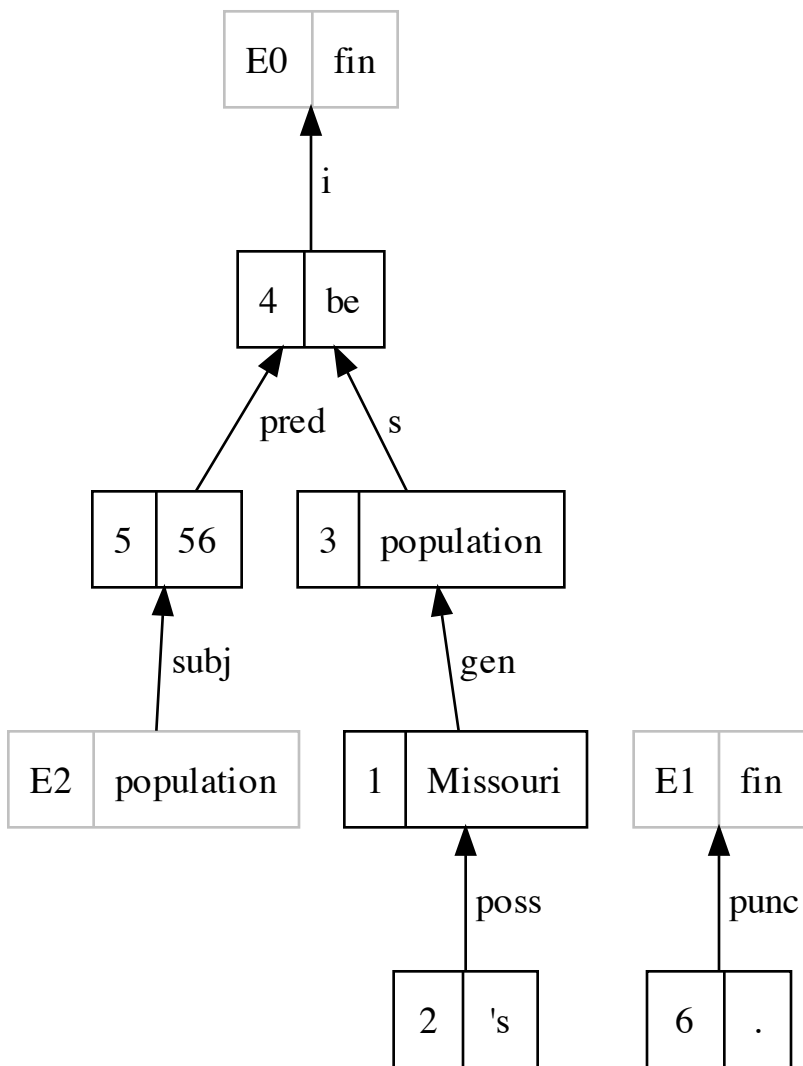 E0 fin
i
4 be
pred s
5 56 3 population
subj gen
E2 population 1 Missouri E1 fin
poss punc
2 's 6 .